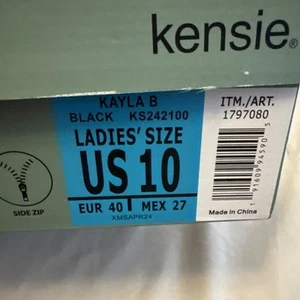 kensie®
KAYLA B
BLACK KS242100
LADIES' SIZE
US 10
EUR 40 MEX 27
XMSAPR24
SIDE ZIP
ITM./ART.
1797080
Made in China